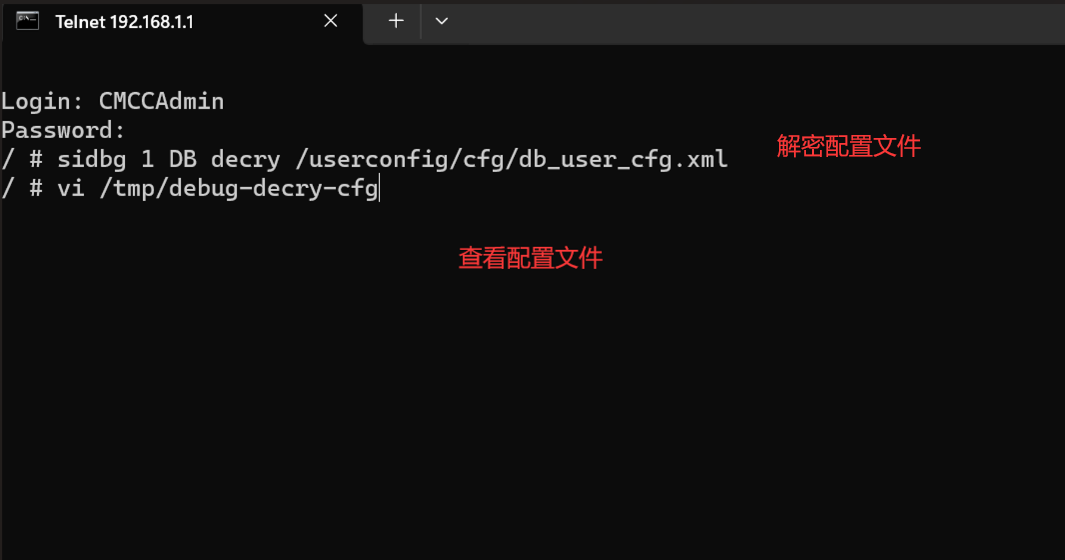 Telnet 192.168.1.1
Login: CMCCAdmin
Password:
/ # sidbg 1 DB decry /userconfig/cfg/db_user_cfg.xml
解密配置文件
/ # vi /tmp/debug-decry-cfg
查看配置文件